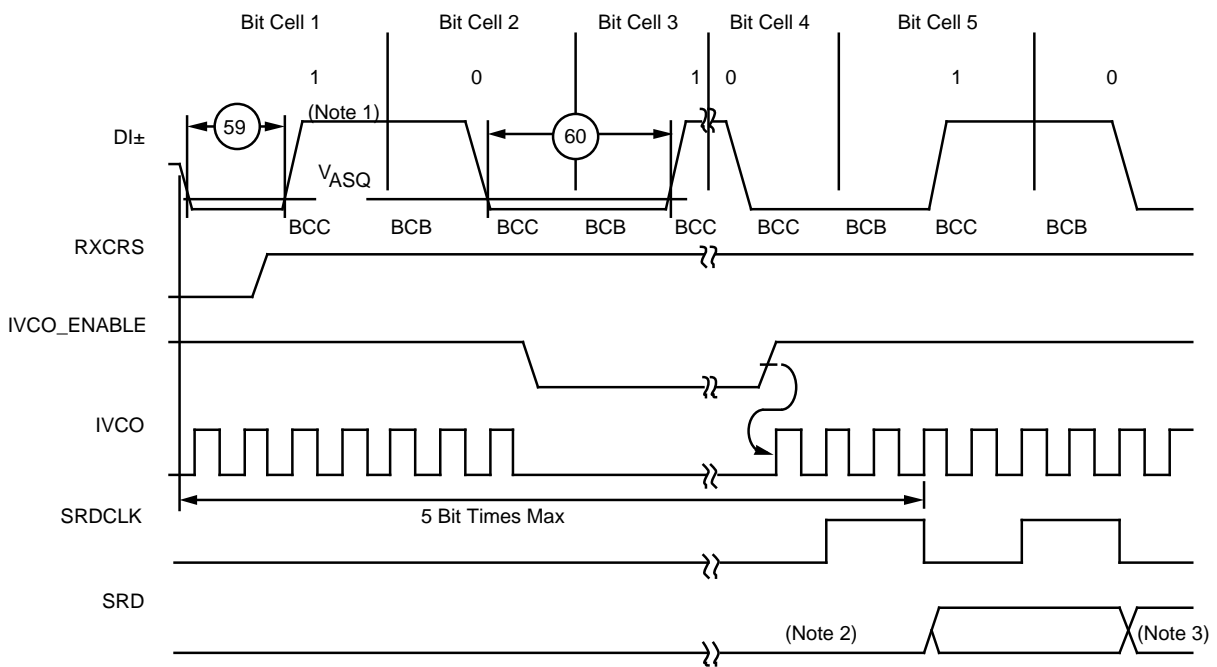 Bit Cell 1 Bit Cell 2 Bit Cell 3 Bit Cell 4 Bit Cell 5
1 0 1 0 1 0
(Note 1)
59
60
DI±
VASQ
BCC BCB BCC BCB BCC BCC BCB BCC BCB
RXCRS
IVCO_ENABLE
IVCO
5 Bit Times Max
SRDCLK
SRD
(Note 2) (Note 3)